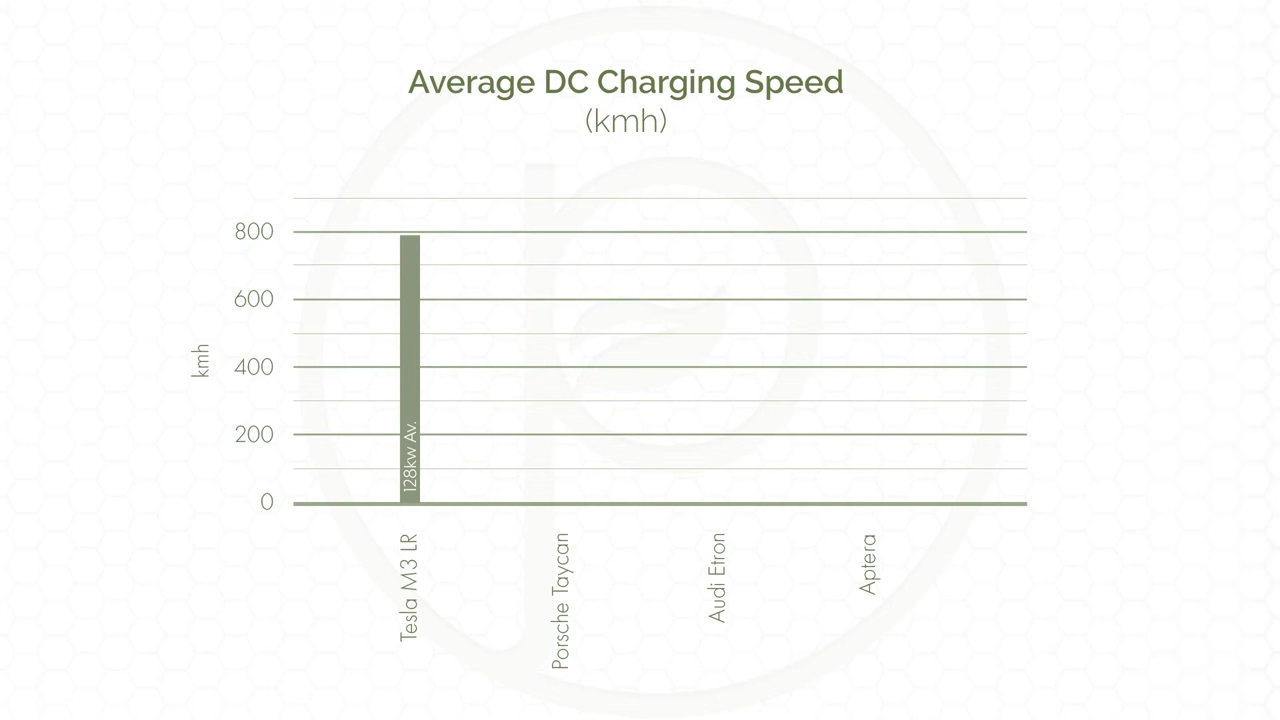 Average DC Charging Speed
(kmh)
800
600
400
200
0
kmh
128kw Av.
Tesla M3 LR
Porsche Taycan
Audi Etron
Aptera